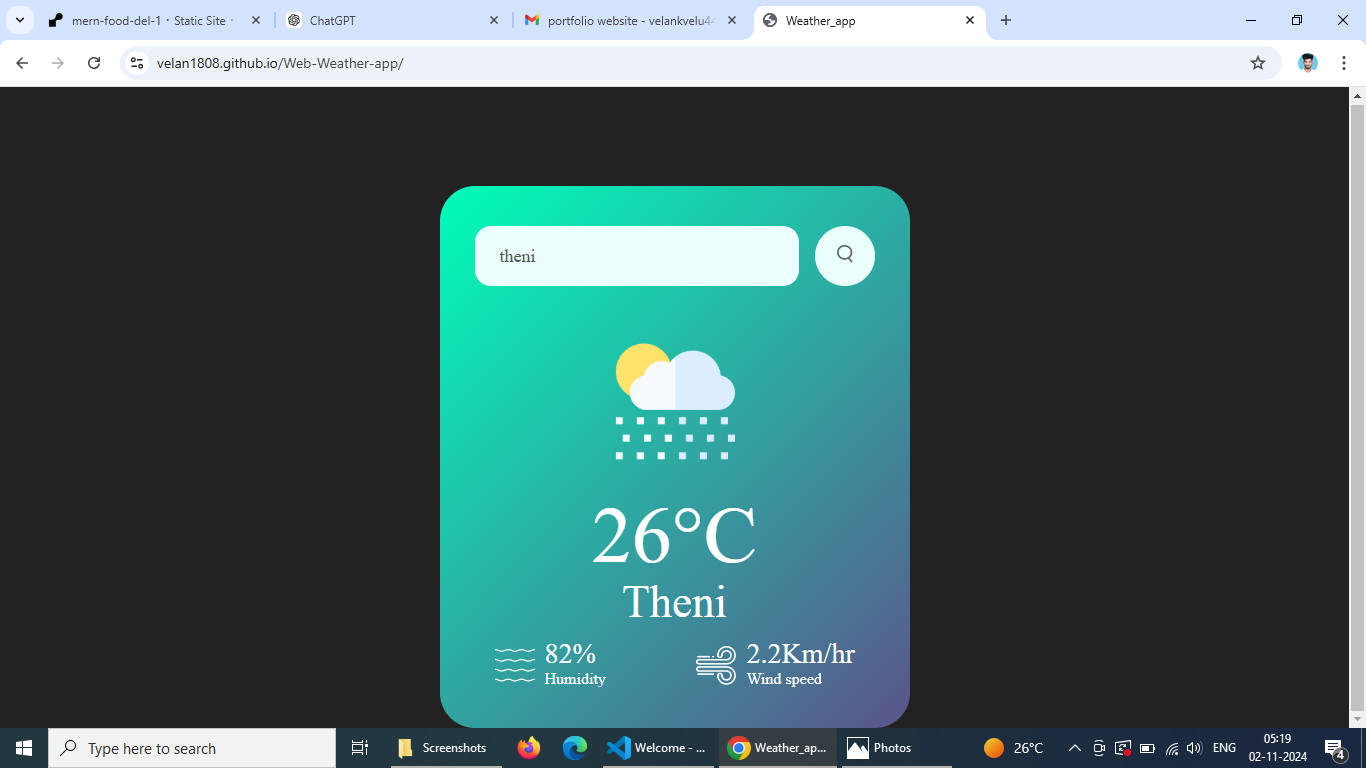 mern-food-del-1 · Static Site ·
ChatGPT
portfolio website - velankvelu44
Weather_app
velan1808.github.io/Web-Weather-app/
theni
26°C
Theni
82%
Humidity
2.2Km/hr
Wind speed
Type here to search
Screenshots
Welcome - ...
Weather_ap...
Photos
26°C
ENG
05:19
02-11-2024
4